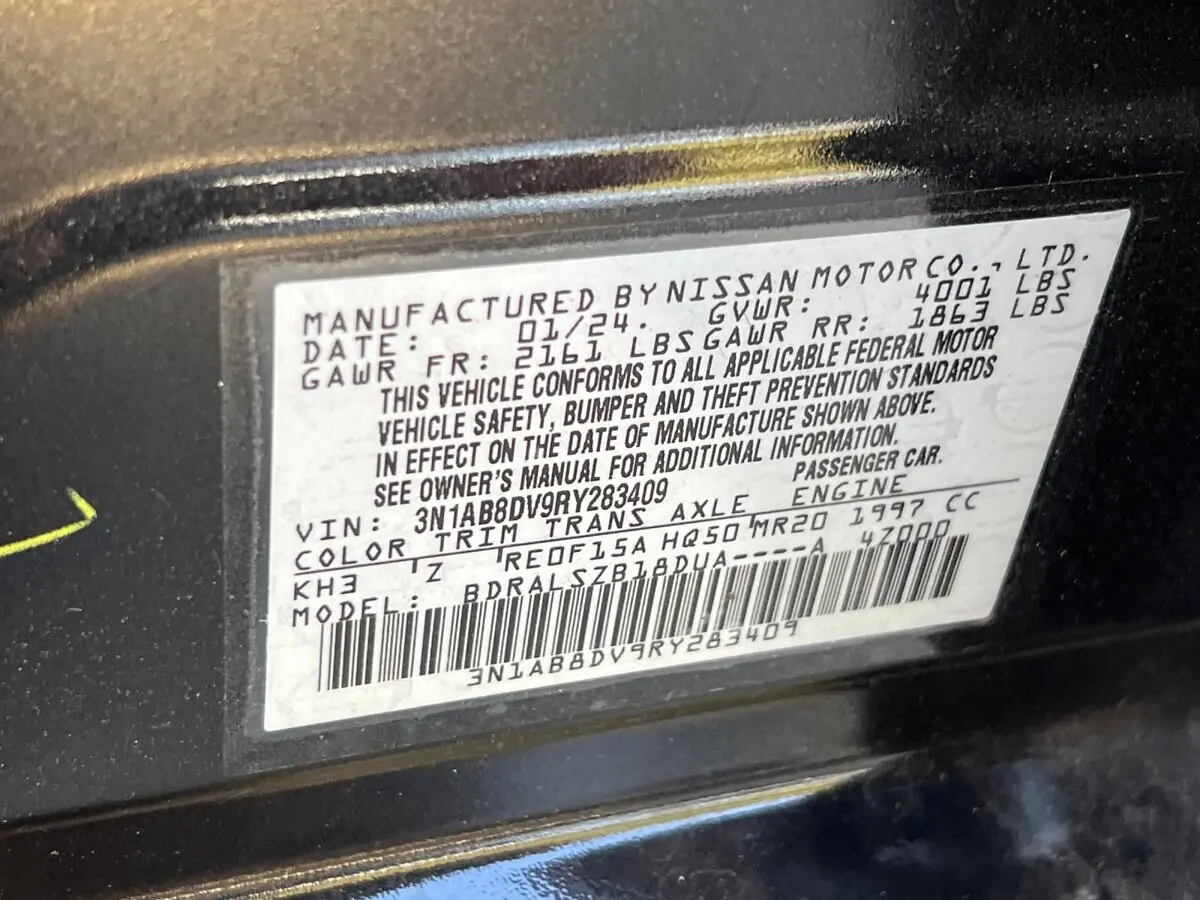 MANUFACTURED BY NISSAN MOTOR CO., LTD.
DATE: 01/24. GVWR: 4001 LBS
GAWR FR: 2161 LBS GAWR RR: 1863 LBS
THIS VEHICLE CONFORMS TO ALL APPLICABLE FEDERAL MOTOR
VEHICLE SAFETY, BUMPER AND THEFT PREVENTION STANDARDS
IN EFFECT ON THE DATE OF MANUFACTURE SHOWN ABOVE.
SEE OWNER'S MANUAL FOR ADDITIONAL INFORMATION.
VIN: 3N1AB8DV9RY283409 PASSENGER CAR.
COLOR TRIM TRANS AXLE ENGINE
KH3 Z RE0F15A HQ50 MR20 1997 CC
MODEL: BDRALSZB18DUA----A 4Z000
3N1AB8DV9RY283409